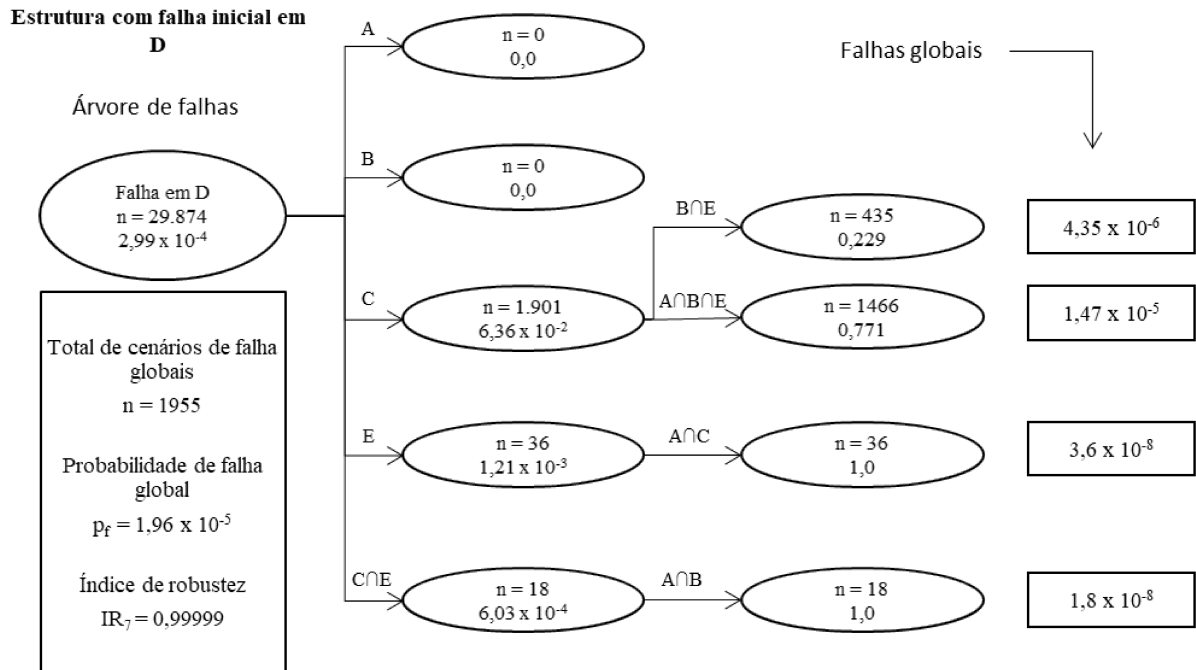 Estrutura com falha inicial em
D
Árvore de falhas
Falha em D
n = 29.874
2,99 x 10⁻⁴
Total de cenários de falha
globais
n = 1955
Probabilidade de falha
global
p_f = 1,96 x 10⁻⁵
Índice de robustez
IR₇ = 0,99999
A
n = 0
0,0
B
n = 0
0,0
C
n = 1.901
6,36 x 10⁻²
B∩E
n = 435
0,229
A∩B∩E
n = 1466
0,771
E
n = 36
1,21 x 10⁻³
A∩C
n = 36
1,0
C∩E
n = 18
6,03 x 10⁻⁴
A∩B
n = 18
1,0
Falhas globais
4,35 x 10⁻⁶
1,47 x 10⁻⁵
3,6 x 10⁻⁸
1,8 x 10⁻⁸